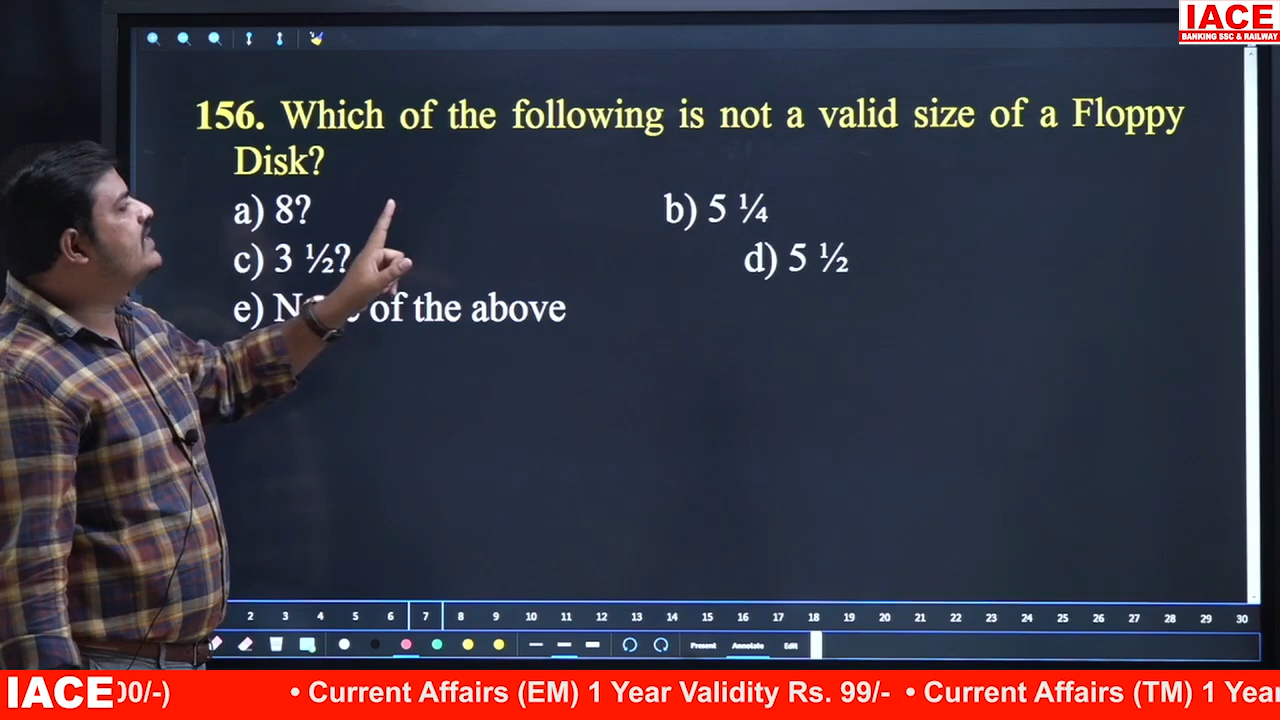 IACE
BANKING SSC & RAILWAY
156. Which of the following is not a valid size of a Floppy
Disk?
a) 8? b) 5 ¼
c) 3 ½? d) 5 ½
e) of the above
2 3 4 5 6 7 8 9 10 11 12 13 14 15 16 17 18 19 20 21 22 23 24 25 26 27 28 29 30
Present Annotate Edit
IACE 00/-) • Current Affairs (EM) 1 Year Validity Rs. 99/- • Current Affairs (TM) 1 Year